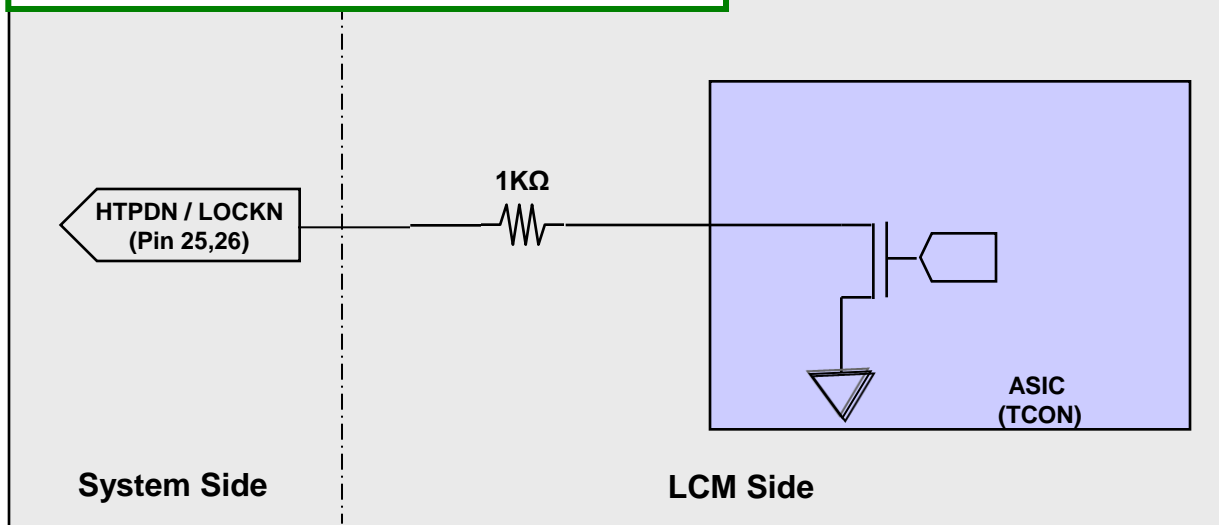 1KΩ
HTPDN / LOCKN
(Pin 25,26)
ASIC
(TCON)
System Side
LCM Side